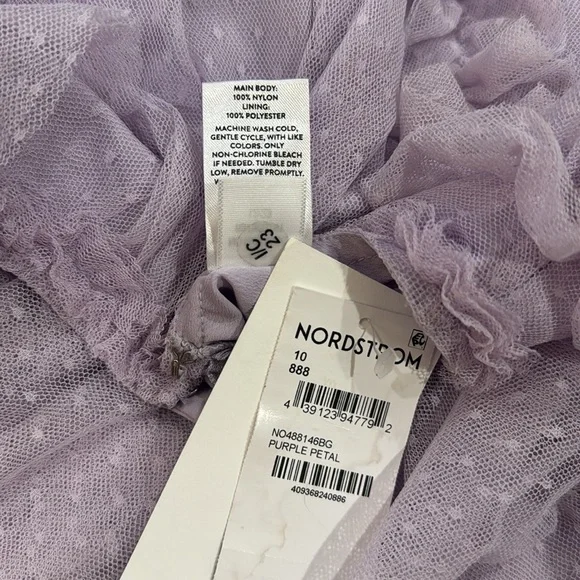 MAIN BODY:
100% NYLON
LINING:
100% POLYESTER
MACHINE WASH COLD,
GENTLE CYCLE, WITH LIKE
COLORS. ONLY
NON-CHLORINE BLEACH
IF NEEDED. TUMBLE DRY
LOW, REMOVE PROMPTLY.
I/C
23
NORDSTROM
10
888
4 39123 94779 2
NO488146BG
PURPLE PETAL
409368240886